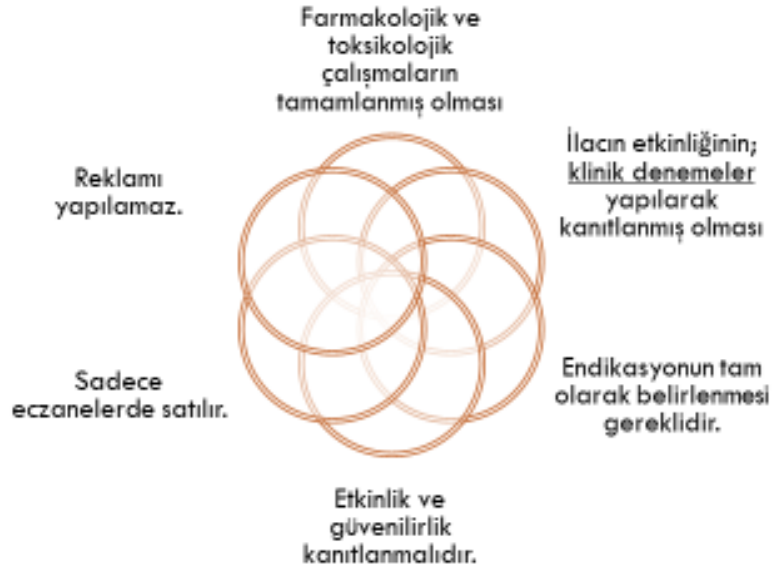 Farmakolojik ve
toksikolojik
çalışmaların
tamamlanmış olması
İlacın etkinliğinin;
klinik denemeler
yapılarak
kanıtlanmış olması
Endikasyonun tam
olarak belirlenmesi
gereklidir.
Etkinlik ve
güvenilirlik
kanıtlanmalıdır.
Sadece
eczanelerde satılır.
Reklamı
yapılamaz.